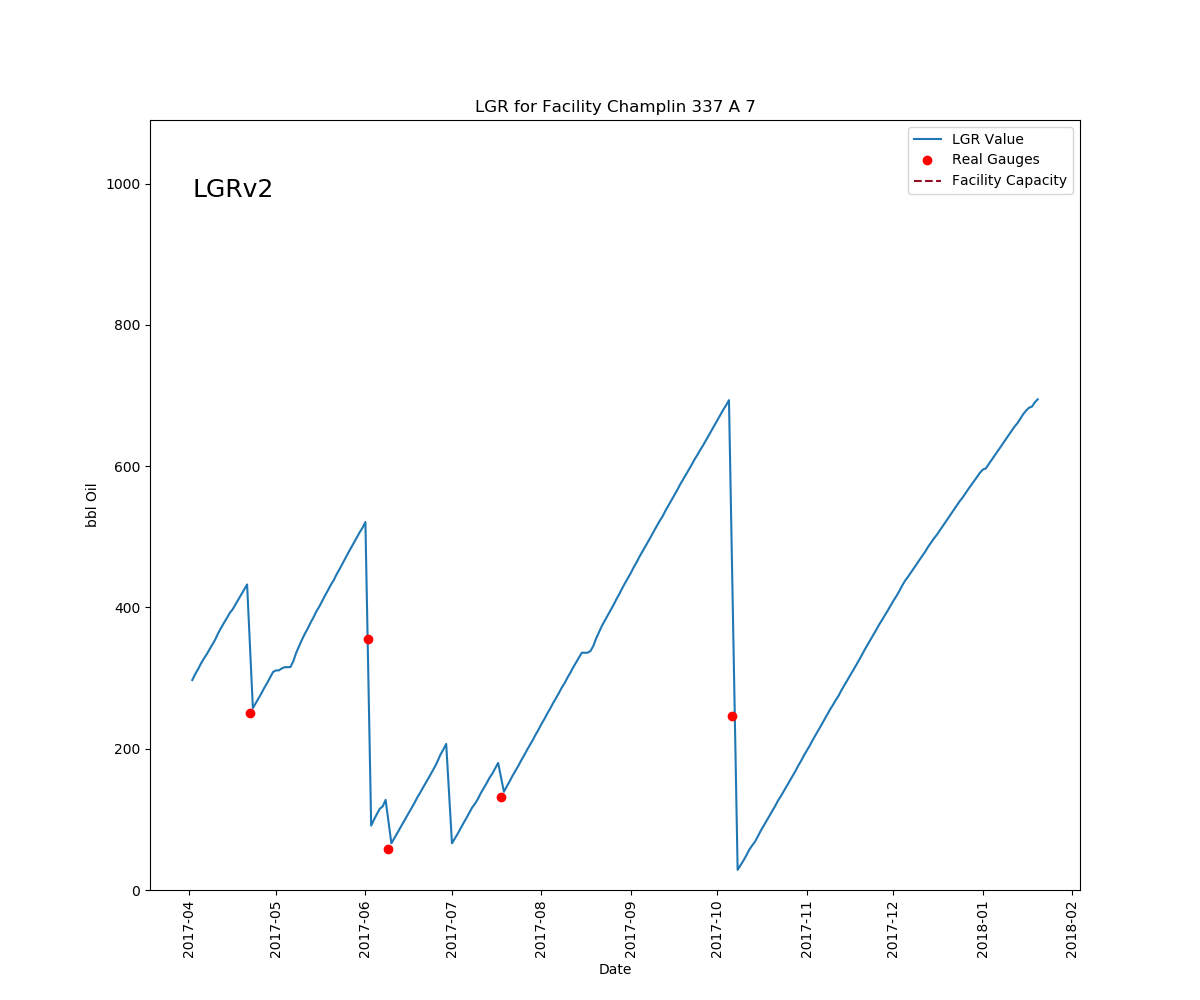 LGR for Facility Champlin 337 A 7
LGRv2
LGR Value
Real Gauges
Facility Capacity
bbl Oil
1000
800
600
400
200
0
2017-04
2017-05
2017-06
2017-07
2017-08
2017-09
2017-10
2017-11
2017-12
2018-01
2018-02
Date